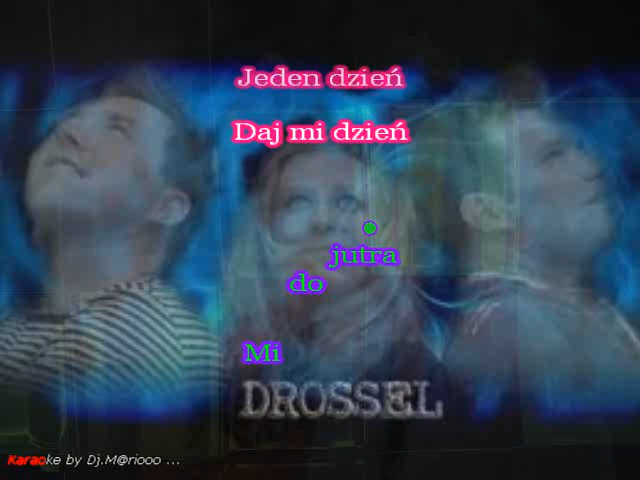 Jeden dzień
Daj mi dzień
jutra
do
Mi
DROSSEL
Karaoke by Dj.M@riooo ...